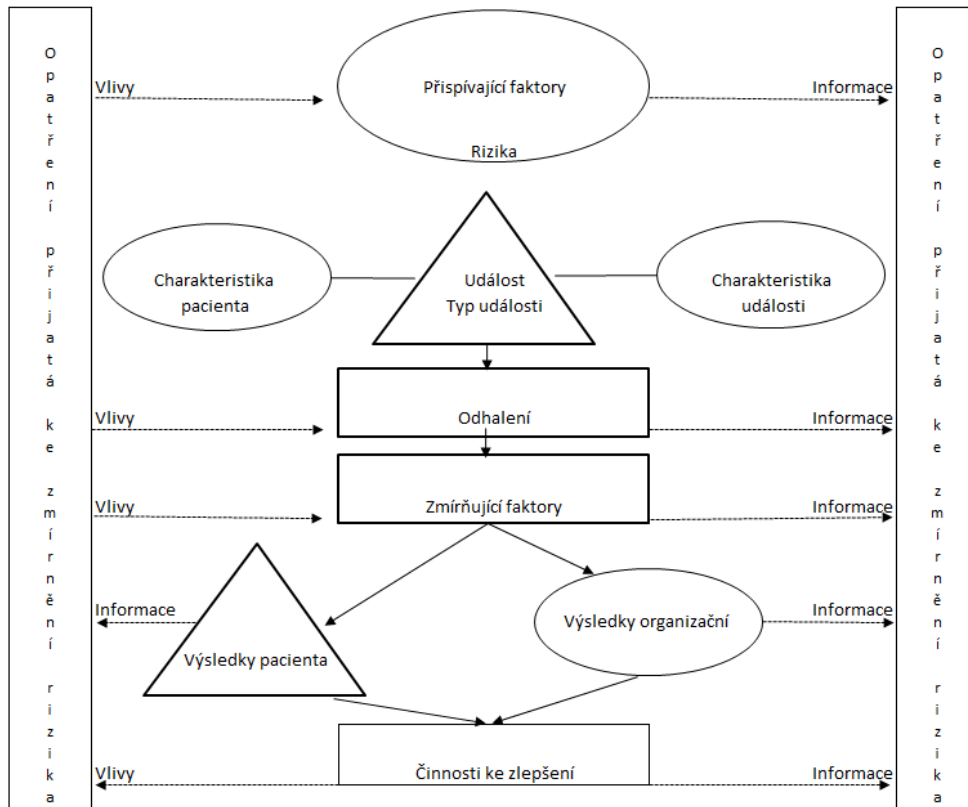 Opatření přijatá ke zmírnění rizika
Vlivy
Přispívající faktory
Informace
Rizika
Charakteristika
pacienta
Událost
Typ události
Charakteristika
události
Vlivy
Odhalení
Informace
Vlivy
Zmírňující faktory
Informace
Informace
Výsledky pacienta
Výsledky organizační
Informace
Vlivy
Činnosti ke zlepšení
Informace
Opatření přijatá ke zmírnění rizika